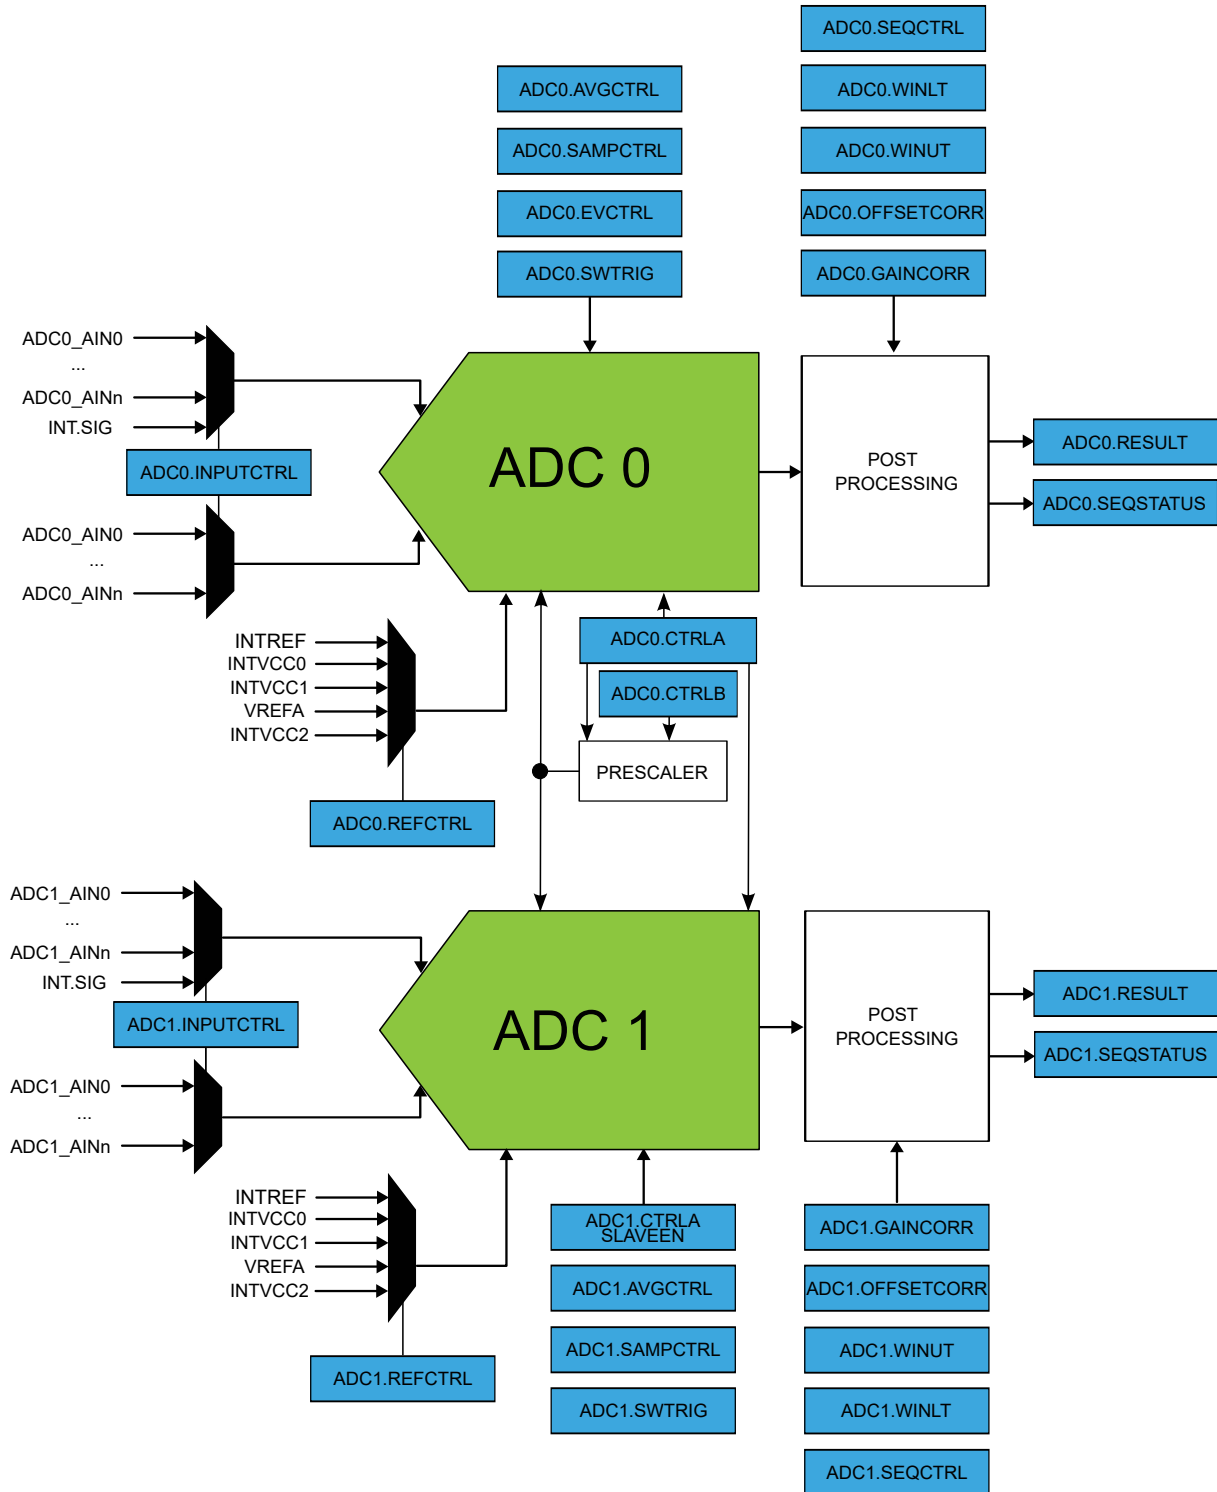 ADC0.SEQCTRL
ADC0.AVGCTRL
ADC0.WINLT
ADC0.SAMPCTRL
ADC0.WINUT
ADC0.EVCTRL
ADC0.OFFSETCORR
ADC0.SWTRIG
ADC0.GAINCORR
ADC0_AIN0
...
ADC0_AINn
INT.SIG
ADC0.INPUTCTRL
ADC0_AIN0
...
ADC0_AINn
ADC 0
POST
PROCESSING
ADC0.RESULT
ADC0.SEQSTATUS
INTREF
INTVCC0
INTVCC1
VREFA
INTVCC2
ADC0.REFCTRL
ADC0.CTRLA
ADC0.CTRLB
PRESCALER
ADC1_AIN0
...
ADC1_AINn
INT.SIG
ADC1.INPUTCTRL
ADC1_AIN0
...
ADC1_AINn
ADC 1
POST
PROCESSING
ADC1.RESULT
ADC1.SEQSTATUS
INTREF
INTVCC0
INTVCC1
VREFA
INTVCC2
ADC1.REFCTRL
ADC1.CTRLA
SLAVEEN
ADC1.AVGCTRL
ADC1.SAMPCTRL
ADC1.SWTRIG
ADC1.GAINCORR
ADC1.OFFSETCORR
ADC1.WINUT
ADC1.WINLT
ADC1.SEQCTRL